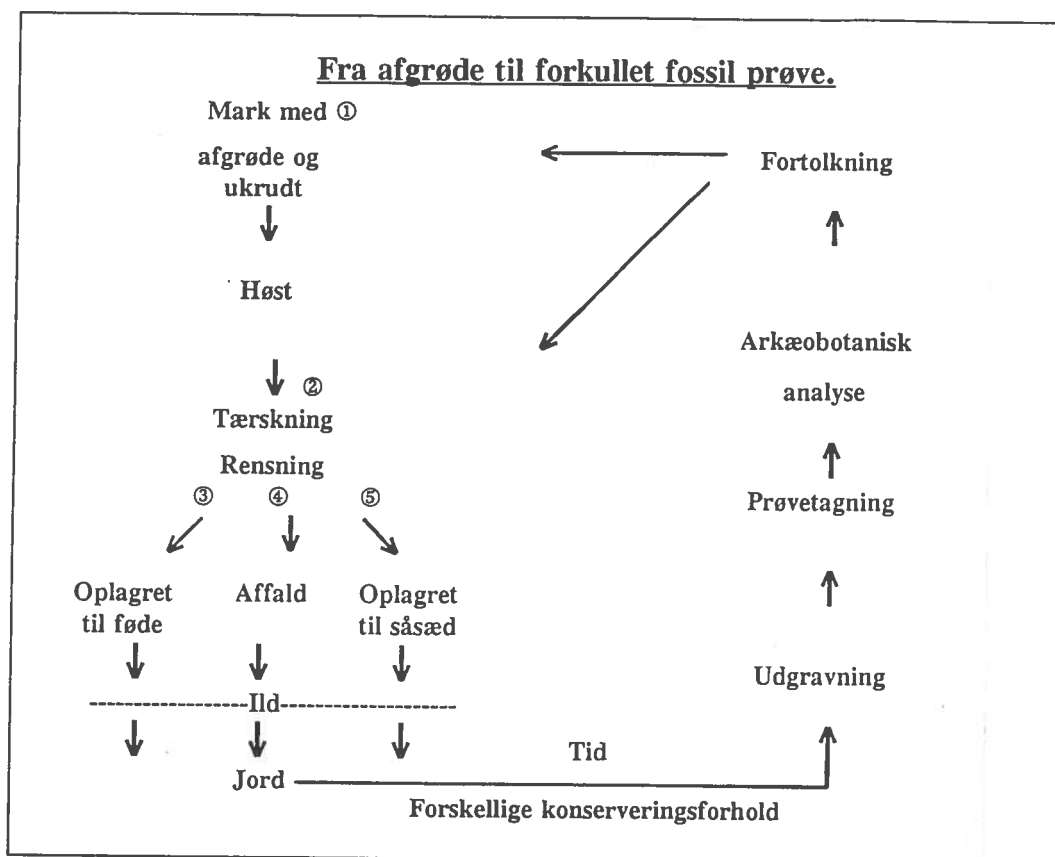 Fra afgrøde til forkullet fossil prøve.
Mark med ①
afgrøde og
ukrudt
Høst
②
Tærskning
Rensning
③ ④ ⑤
Oplagret
til føde
Affald
Oplagret
til såsæd
Ild
Jord
Tid
Forskellige konserveringsforhold
Udgravning
Prøvetagning
Arkæobotanisk
analyse
Fortolkning